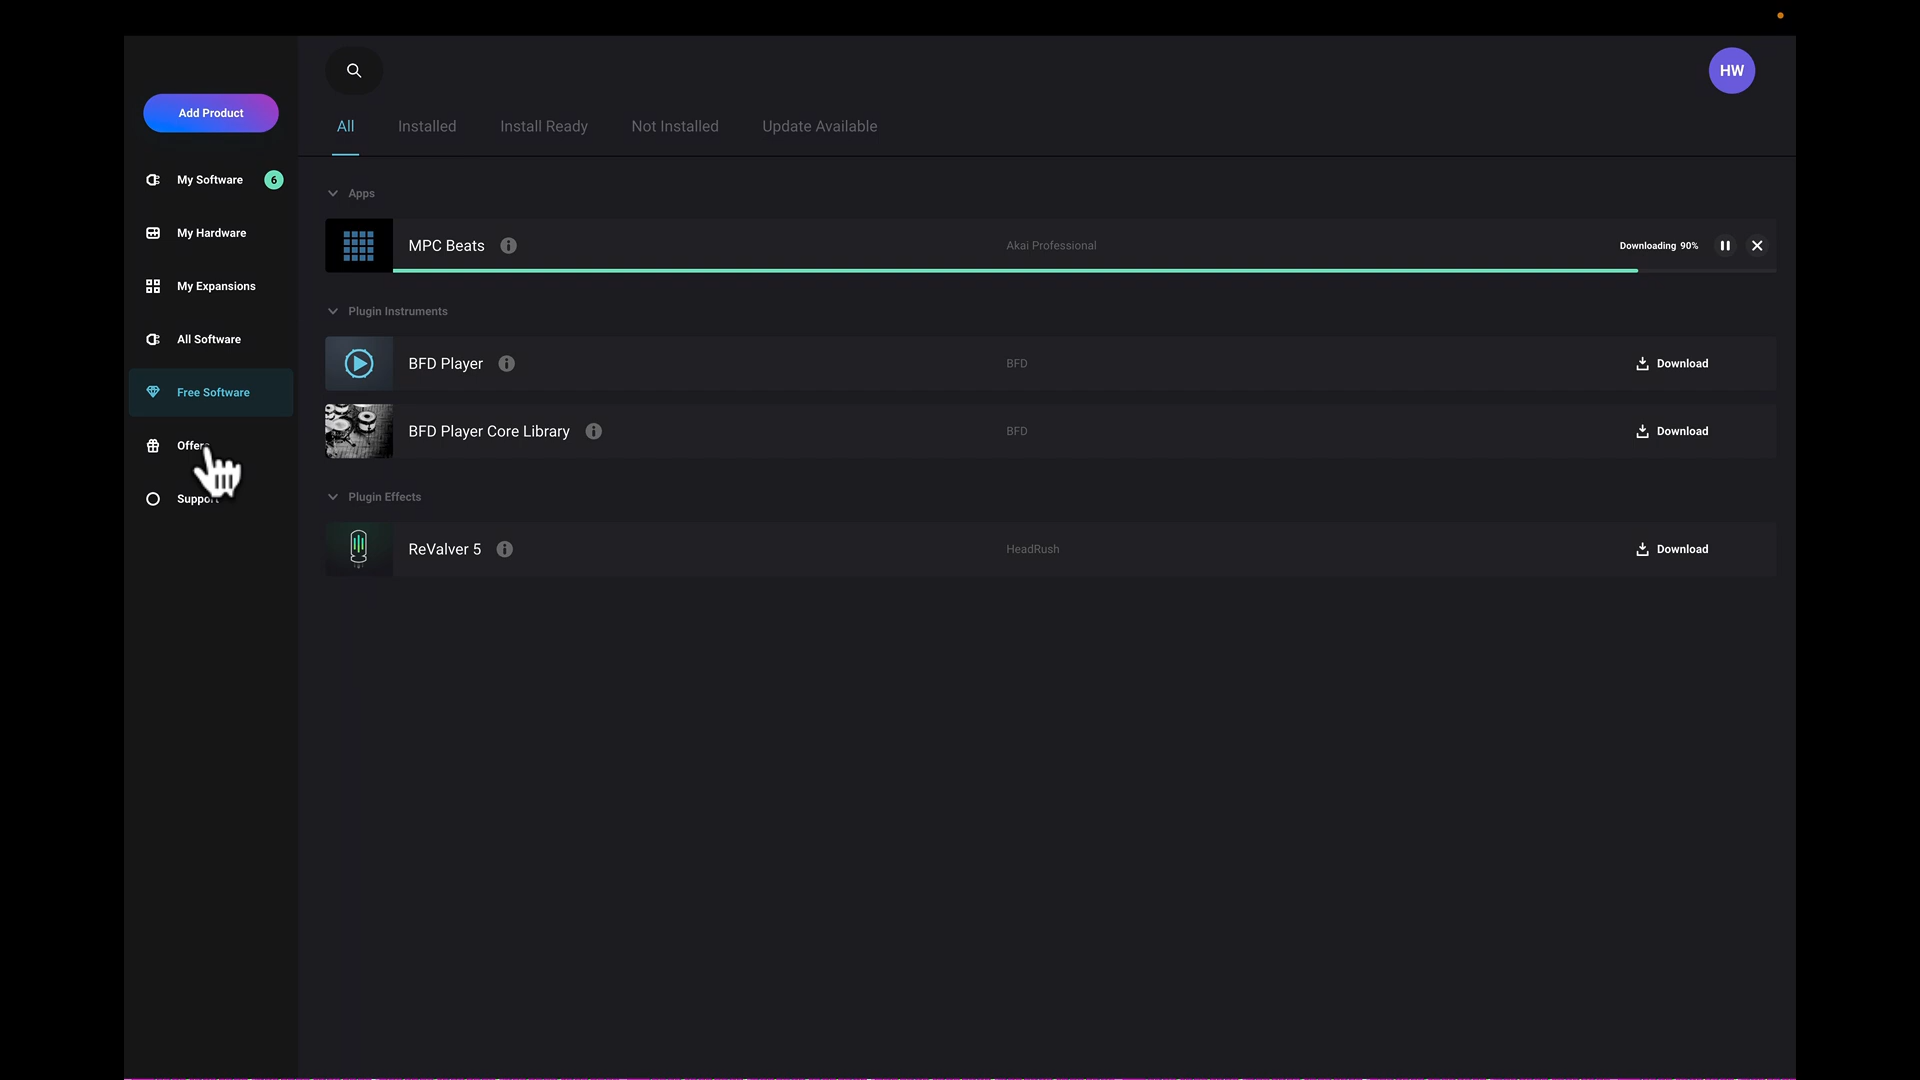 HW
Add Product
All
Installed
Install Ready
Not Installed
Update Available
My Software
6
My Hardware
My Expansions
All Software
Free Software
Support
Apps
MPC Beats
Akai Professional
Downloading 90%
Plugin Instruments
BFD Player
BFD
Download
BFD Player Core Library
BFD
Download
Plugin Effects
ReValver 5
HeadRush
Download